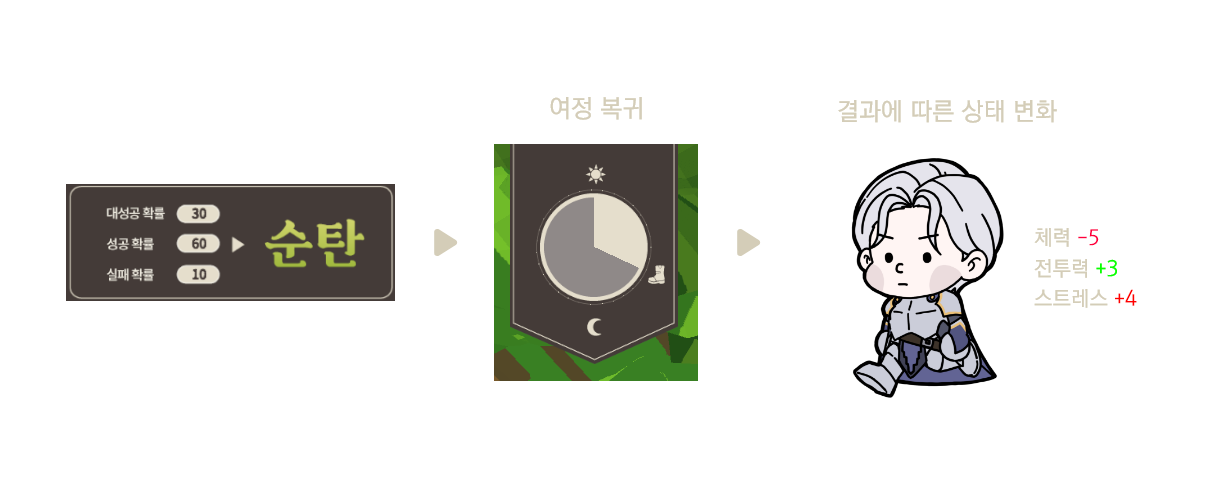 여정 복귀
결과에 따른 상태 변화
대성공 확률 30
성공 확률 60
실패 확률 10
순탄
체력 -5
전투력 +3
스트레스 +4